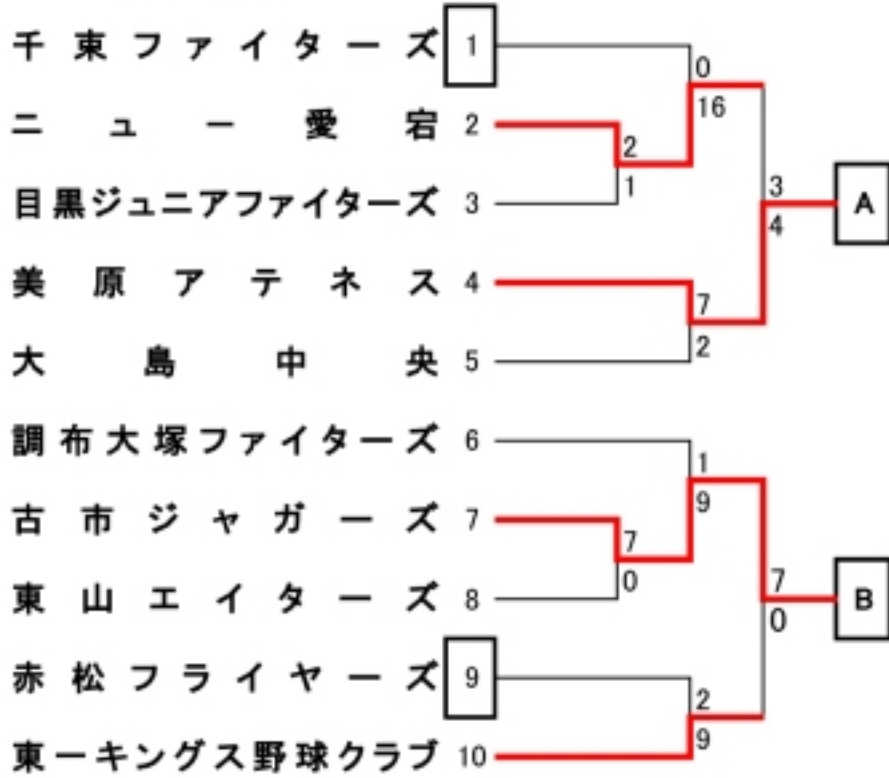 千束ファイターズ 1
0
16
ニュー愛宕 2
2
1
目黒ジュニアファイターズ 3
3
4
A
美原アテネス 4
7
2
大島中央 5
調布大塚ファイターズ 6
1
9
古市ジャガーズ 7
7
0
東山エイターズ 8
7
0
B
赤松フライヤーズ 9
2
9
東一キングス野球クラブ 10